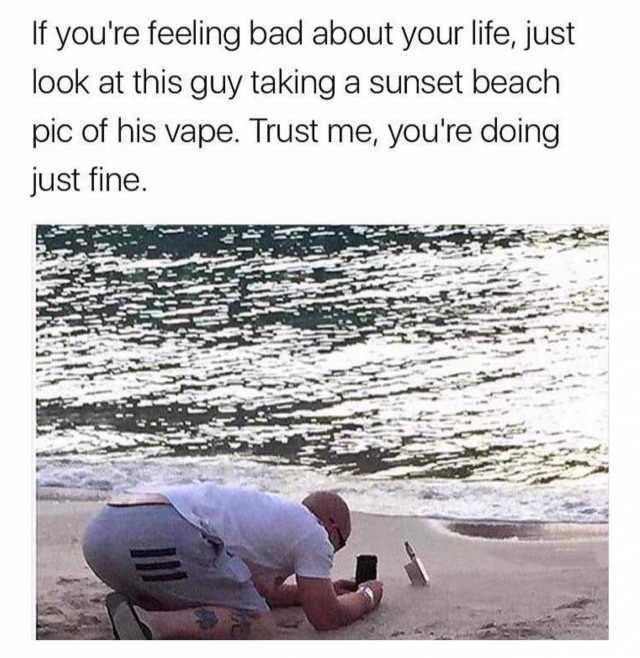 If you're feeling bad about your life, just
look at this guy taking a sunset beach
pic of his vape. Trust me, you're doing
just fine.